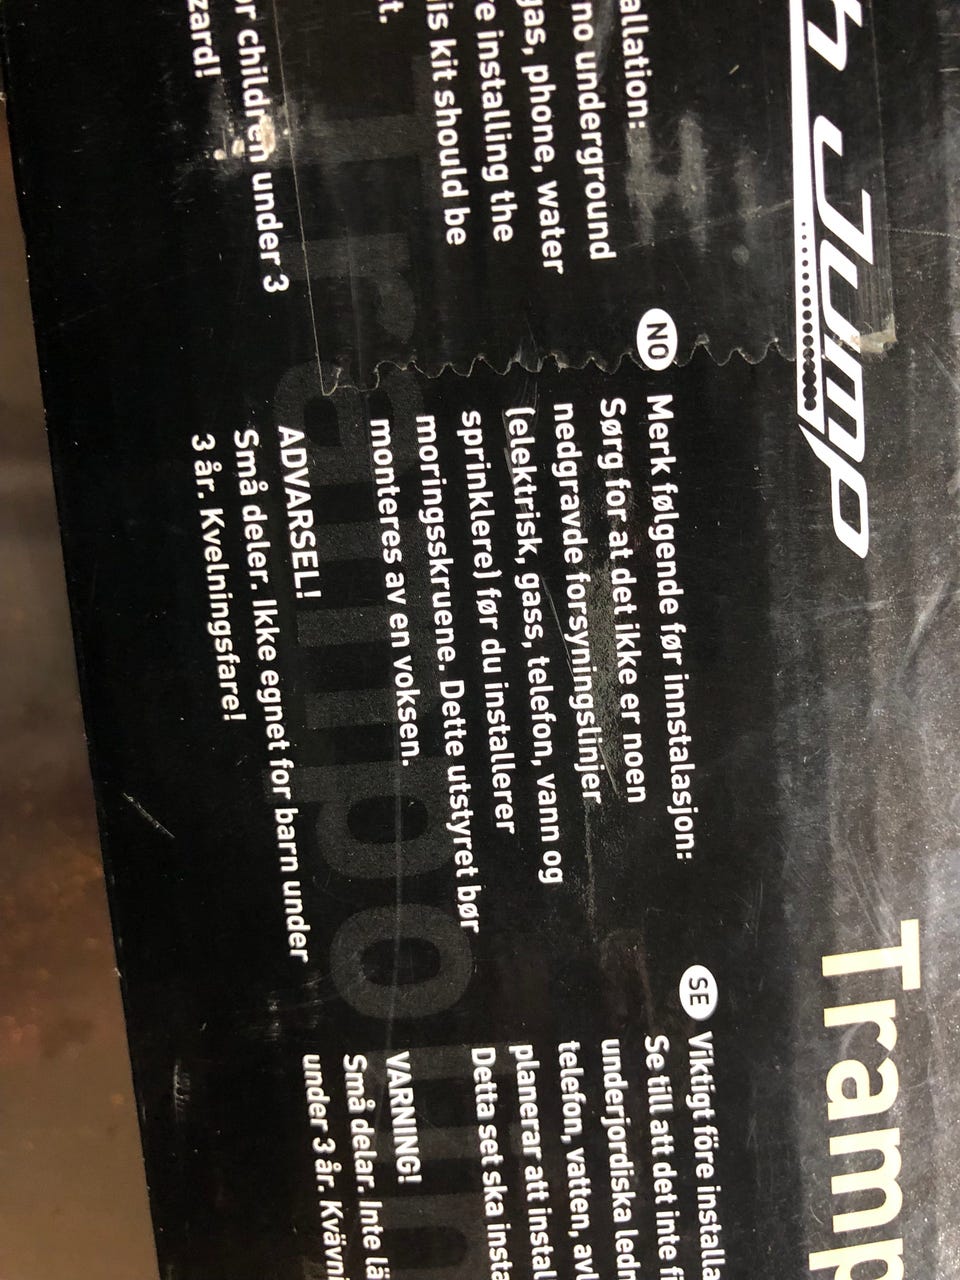 Jump
Tramp
allation:
no underground
gas, phone, water
installing the
is kit should be
or children under 3
zard!
NO
Merk følgende før innstalasjon:
Sørg for at det ikke er noen
nedgravde forsyningslinjer
(elektrisk, gass, telefon, vann og
sprinklere) før du installerer
moringsskruene. Dette utstyret bør
monteres av en voksen.
ADVARSEL!
Små deler. Ikke egnet for barn under
3 år. Kvelningsfare!
SE
Viktigt före installa
Se till att det inte fi
underjordiska ledn
telefon, vatten, avl
planerar att instal
Detta set ska insta
VARNING!
Små delar. Inte lä
under 3 år. Kvävni